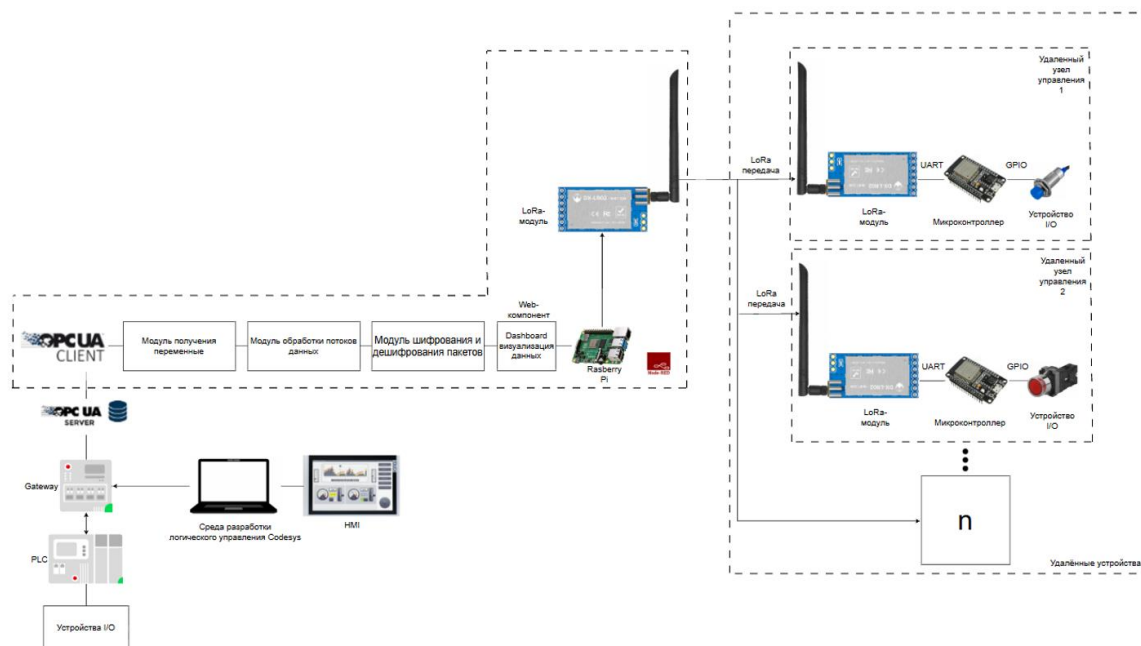 Удаленный
узел
управления
1
LoRa
передача
UART
GPIO
LoRa-
модуль
Микроконтроллер
Устройство
I/O
LoRa-
модуль
Удаленный
узел
управления
2
LoRa
передача
UART
GPIO
LoRa-
модуль
Микроконтроллер
Устройство
I/O
n
Удалённые устройства
OPC UA
CLIENT
Модуль получения
переменные
Модуль обработки потоков
данных
Модуль шифрования и
дешифрования пакетов
Web-
компонент
Dashboard
визуализация
данных
Rasberry
Pi
Node-RED
OPC UA
SERVER
Gateway
Среда разработки
логического управления Codesys
HMI
PLC
Устройства I/O